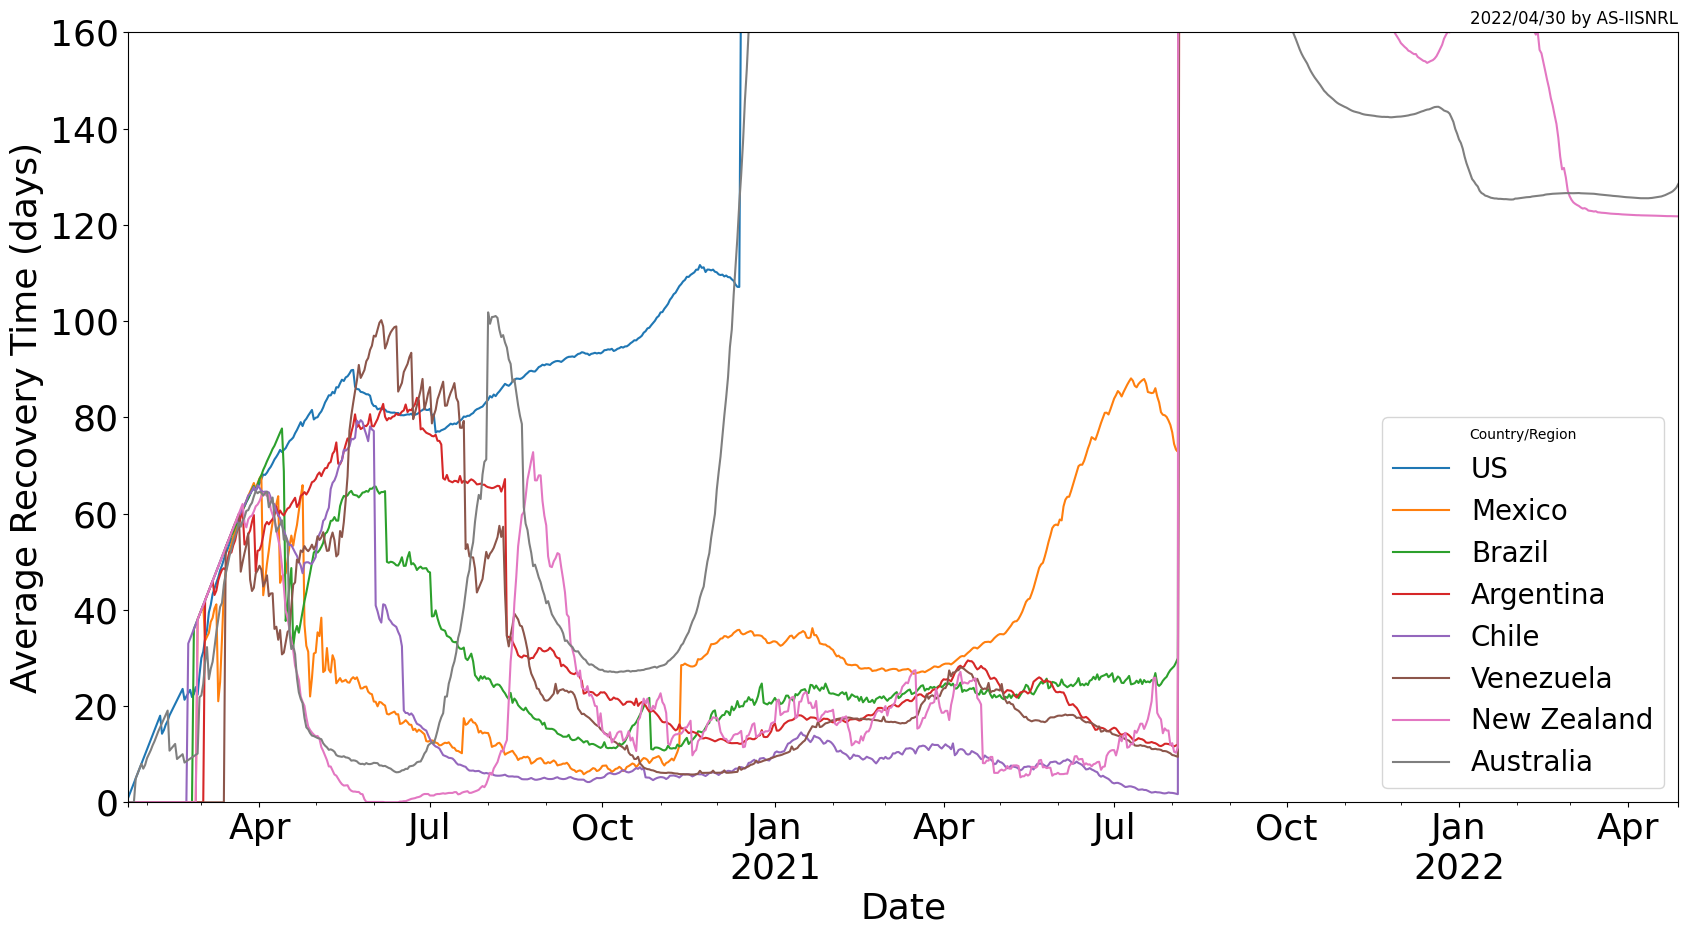 2022/04/30 by AS-IISNRL
160
140
120
100
80
60
40
20
0
Average Recovery Time (days)
Country/Region
US
Mexico
Brazil
Argentina
Chile
Venezuela
New Zealand
Australia
Apr Jul Oct Jan Apr Jul Oct Jan Apr
2021 2022
Date